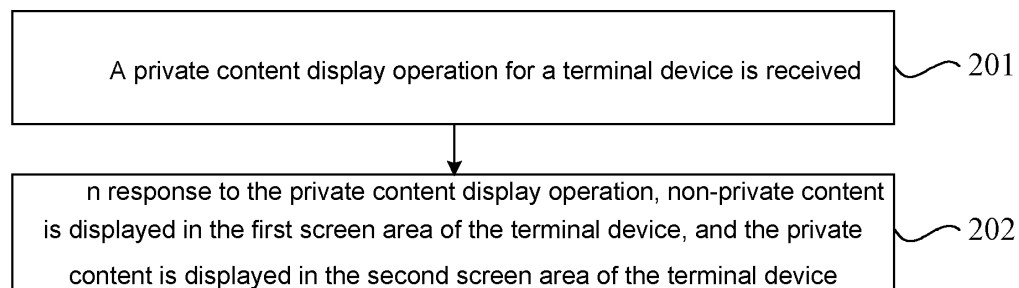 A private content display operation for a terminal device is received
201
n response to the private content display operation, non-private content
is displayed in the first screen area of the terminal device, and the private
202
content is displayed in the second screen area of the terminal device